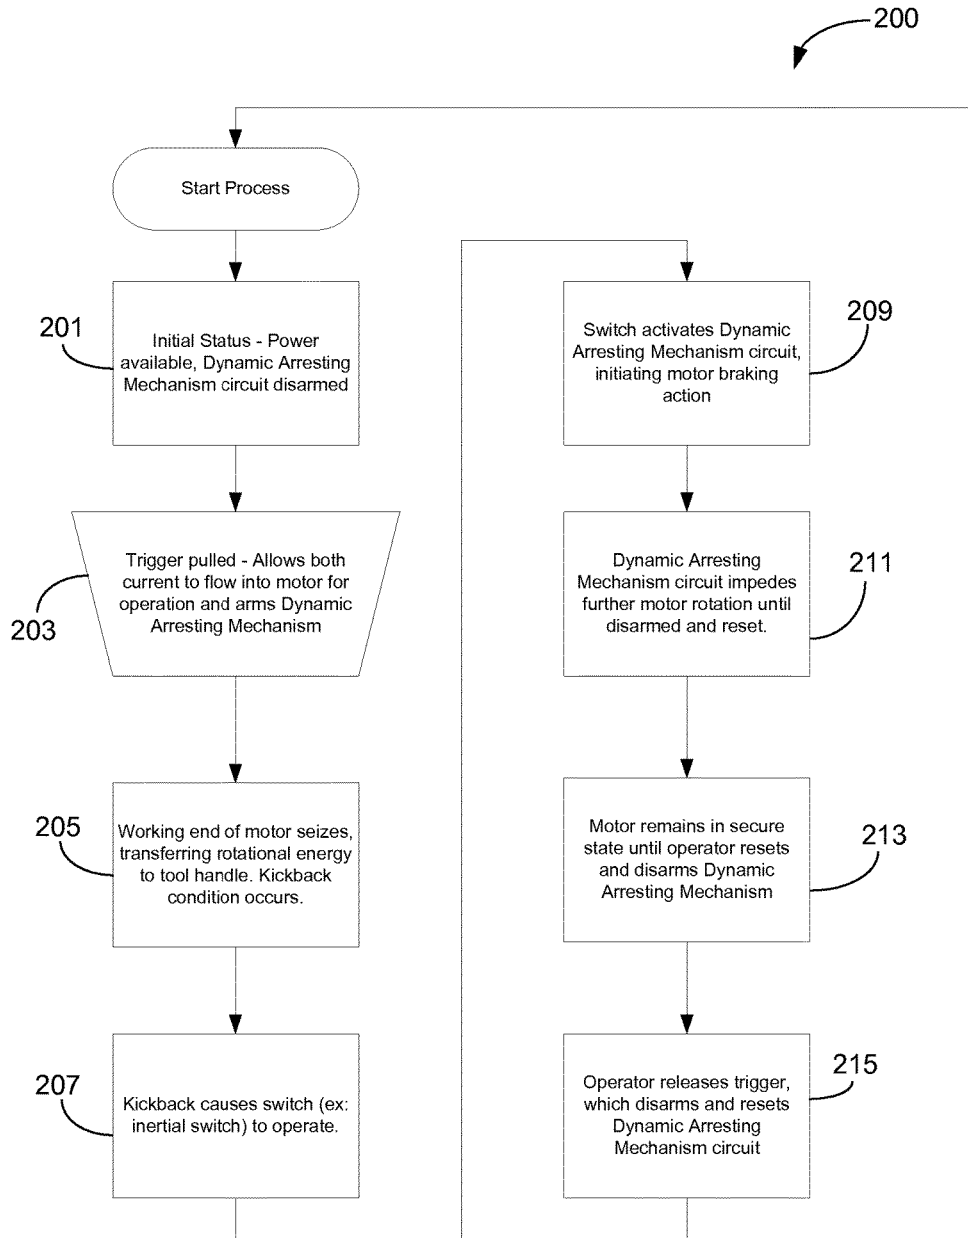 200
Start Process
201
Initial Status - Power
available, Dynamic Arresting
Mechanism circuit disarmed
203
Trigger pulled - Allows both
current to flow into motor for
operation and arms Dynamic
Arresting Mechanism
205
Working end of motor seizes,
transferring rotational energy
to tool handle. Kickback
condition occurs.
207
Kickback causes switch (ex:
inertial switch) to operate.
209
Switch activates Dynamic
Arresting Mechanism circuit,
initiating motor braking
action
211
Dynamic Arresting
Mechanism circuit impedes
further motor rotation until
disarmed and reset.
213
Motor remains in secure
state until operator resets
and disarms Dynamic
Arresting Mechanism
215
Operator releases trigger,
which disarms and resets
Dynamic Arresting
Mechanism circuit